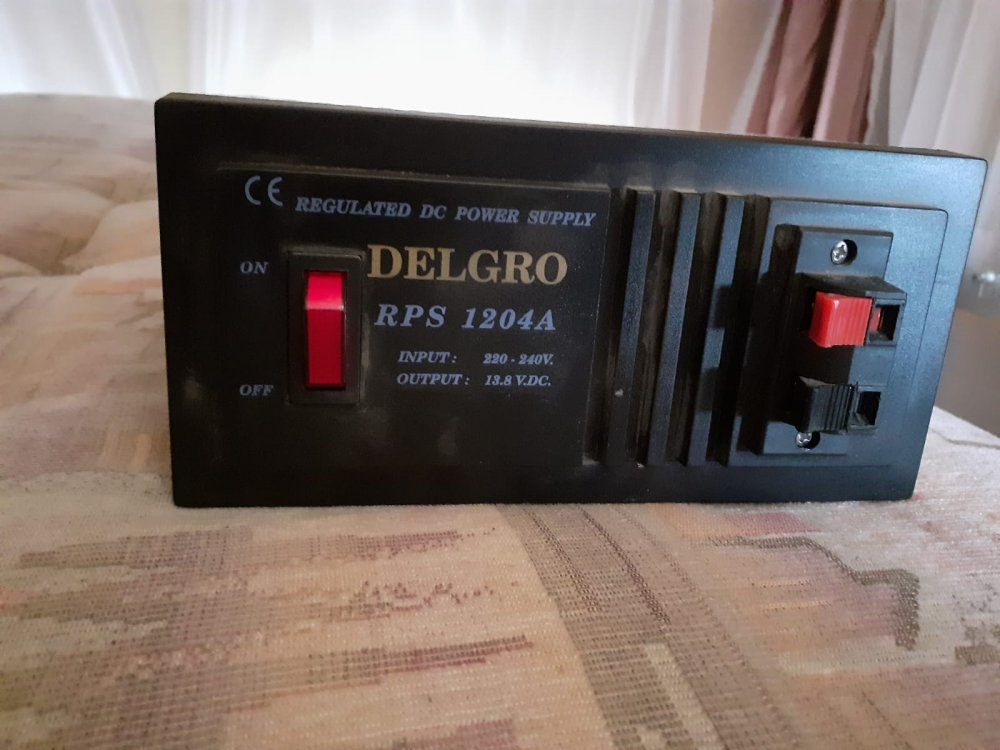 CE
REGULATED DC POWER SUPPLY
DELGRO
RPS 1204A
ON
INPUT : 220 - 240V.
OUTPUT : 13.8 V.DC.
OFF